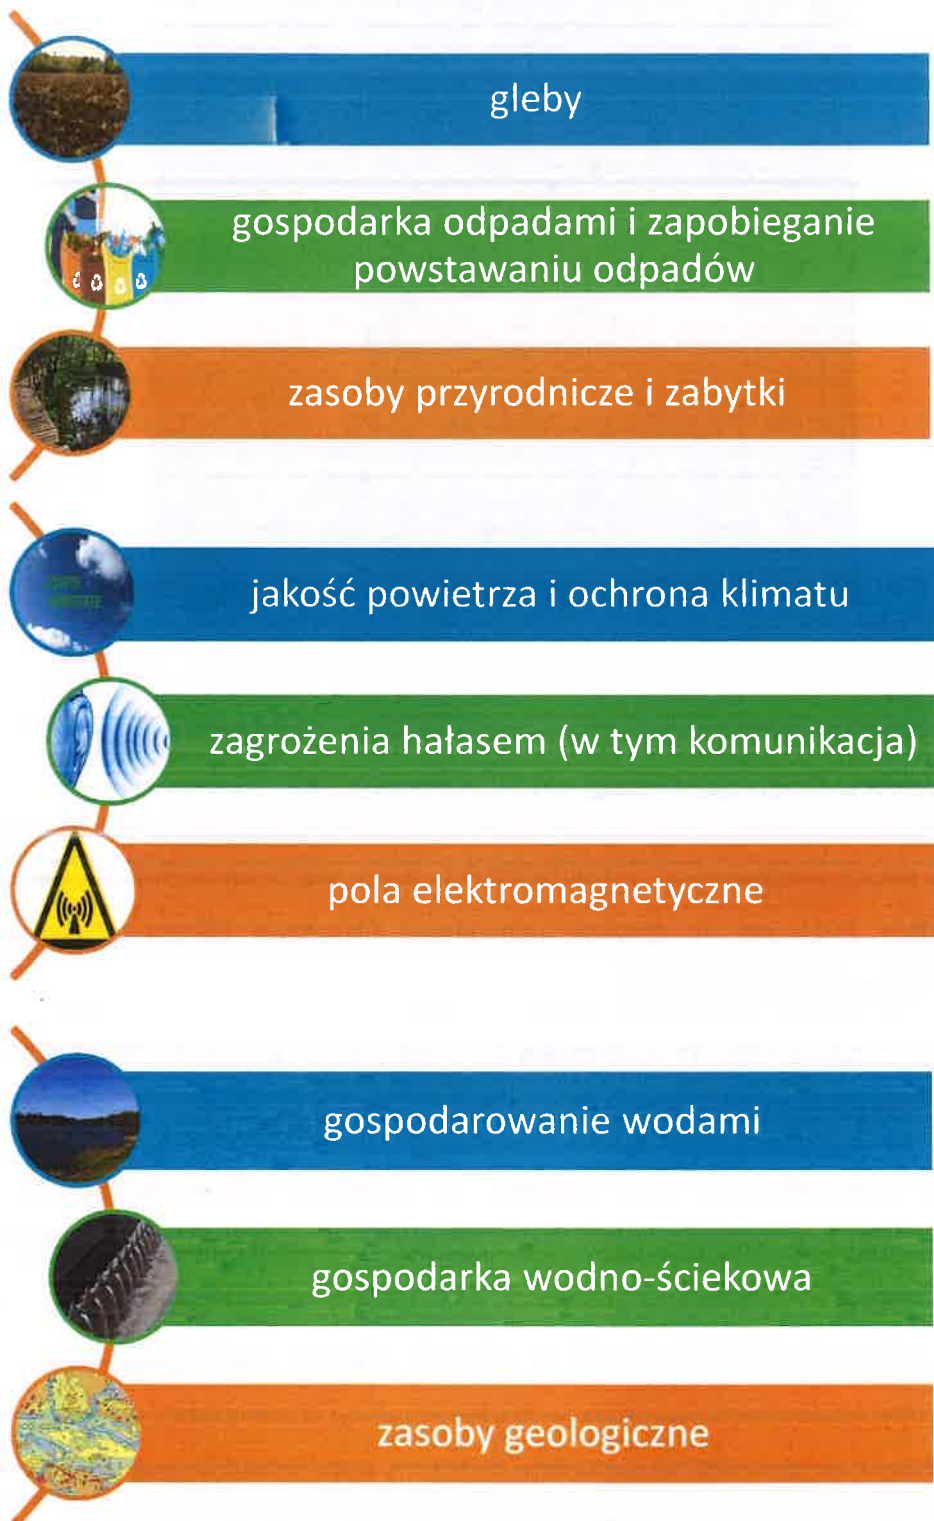 gleby
gospodarka odpadami i zapobieganie
powstawaniu odpadów
zasoby przyrodnicze i zabytki
jakość powietrza i ochrona klimatu
zagrożenia hałasem (w tym komunikacja)
pola elektromagnetyczne
gospodarowanie wodami
gospodarka wodno-ściekowa
zasoby geologiczne